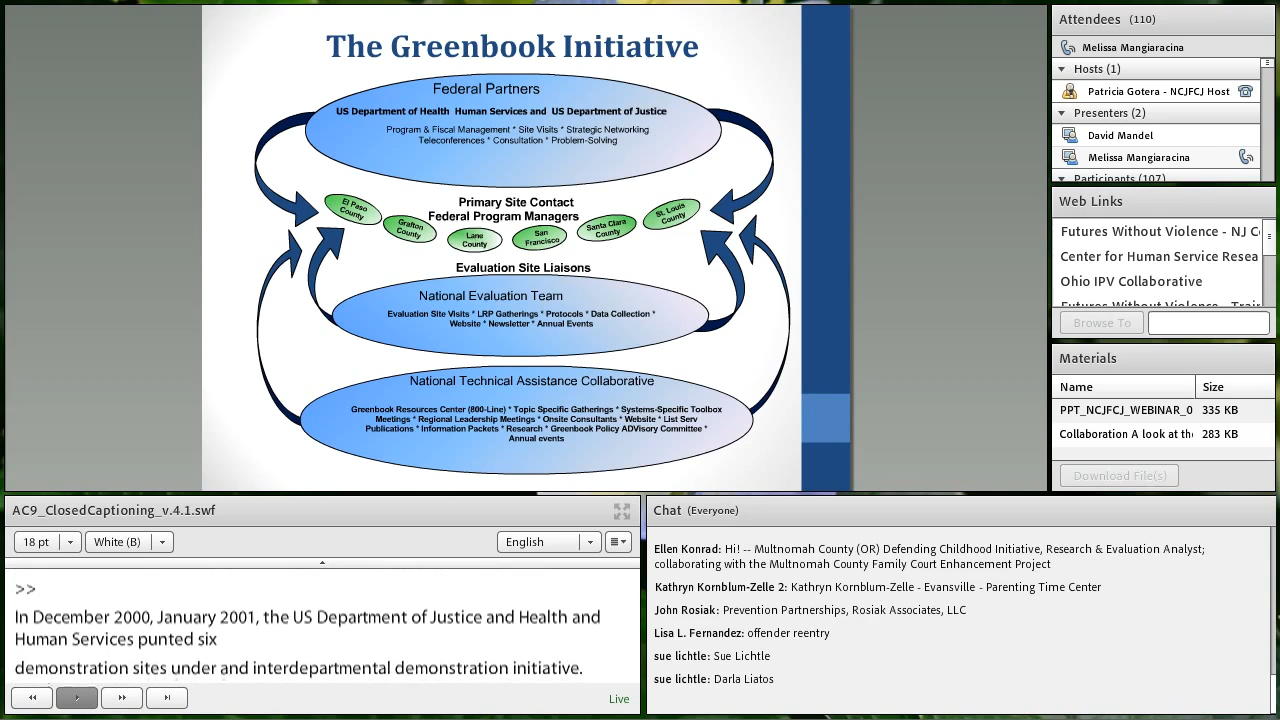 The Greenbook Initiative
Federal Partners
US Department of Health Human Services and US Department of Justice
Program & Fiscal Management * Site Visits * Strategic Networking
Teleconferences * Consultation * Problem-Solving
Primary Site Contact
Federal Program Managers
El Paso
County
Grafton
County
Lane
County
San
Francisco
Santa Clara
County
St. Louis
County
Evaluation Site Liaisons
National Evaluation Team
Evaluation Site Visits * LRP Gatherings * Protocols * Data Collection *
Website * Newsletter * Annual Events
National Technical Assistance Collaborative
Greenbook Resources Center (800-Line) * Topic Specific Gatherings * Systems-Specific Toolbox
Meetings * Regional Leadership Meetings * Onsite Consultants * Website * List Serv
Publications * Information Packets * Research * Greenbook Policy ADVisory Committee *
Annual events
Attendees (110)
Melissa Mangiaracina
Hosts (1)
Patricia Gotera - NCJFCJ Host
Presenters (2)
David Mandel
Melissa Mangiaracina
Participants (107)
Web Links
Futures Without Violence - NJ C
Center for Human Service Resea
Ohio IPV Collaborative
Futures Without Violence - Trai
Browse To
Materials
Name Size
PPT_NCJFCJ_WEBINAR_0 335 KB
Collaboration A look at th 283 KB
Download File(s)
AC9_ClosedCaptioning_v.4.1.swf
18 pt White (B) English
>>
In December 2000, January 2001, the US Department of Justice and Health and
Human Services punted six
demonstration sites under and interdepartmental demonstration initiative.
Live
Chat (Everyone)
Ellen Konrad: Hi! -- Multnomah County (OR) Defending Childhood Initiative, Research & Evaluation Analyst;
collaborating with the Multnomah County Family Court Enhancement Project
Kathryn Kornblum-Zelle 2: Kathryn Kornblum-Zelle - Evansville - Parenting Time Center
John Rosiak: Prevention Partnerships, Rosiak Associates, LLC
Lisa L. Fernandez: offender reentry
sue lichtle: Sue Lichtle
sue lichtle: Darla Liatos